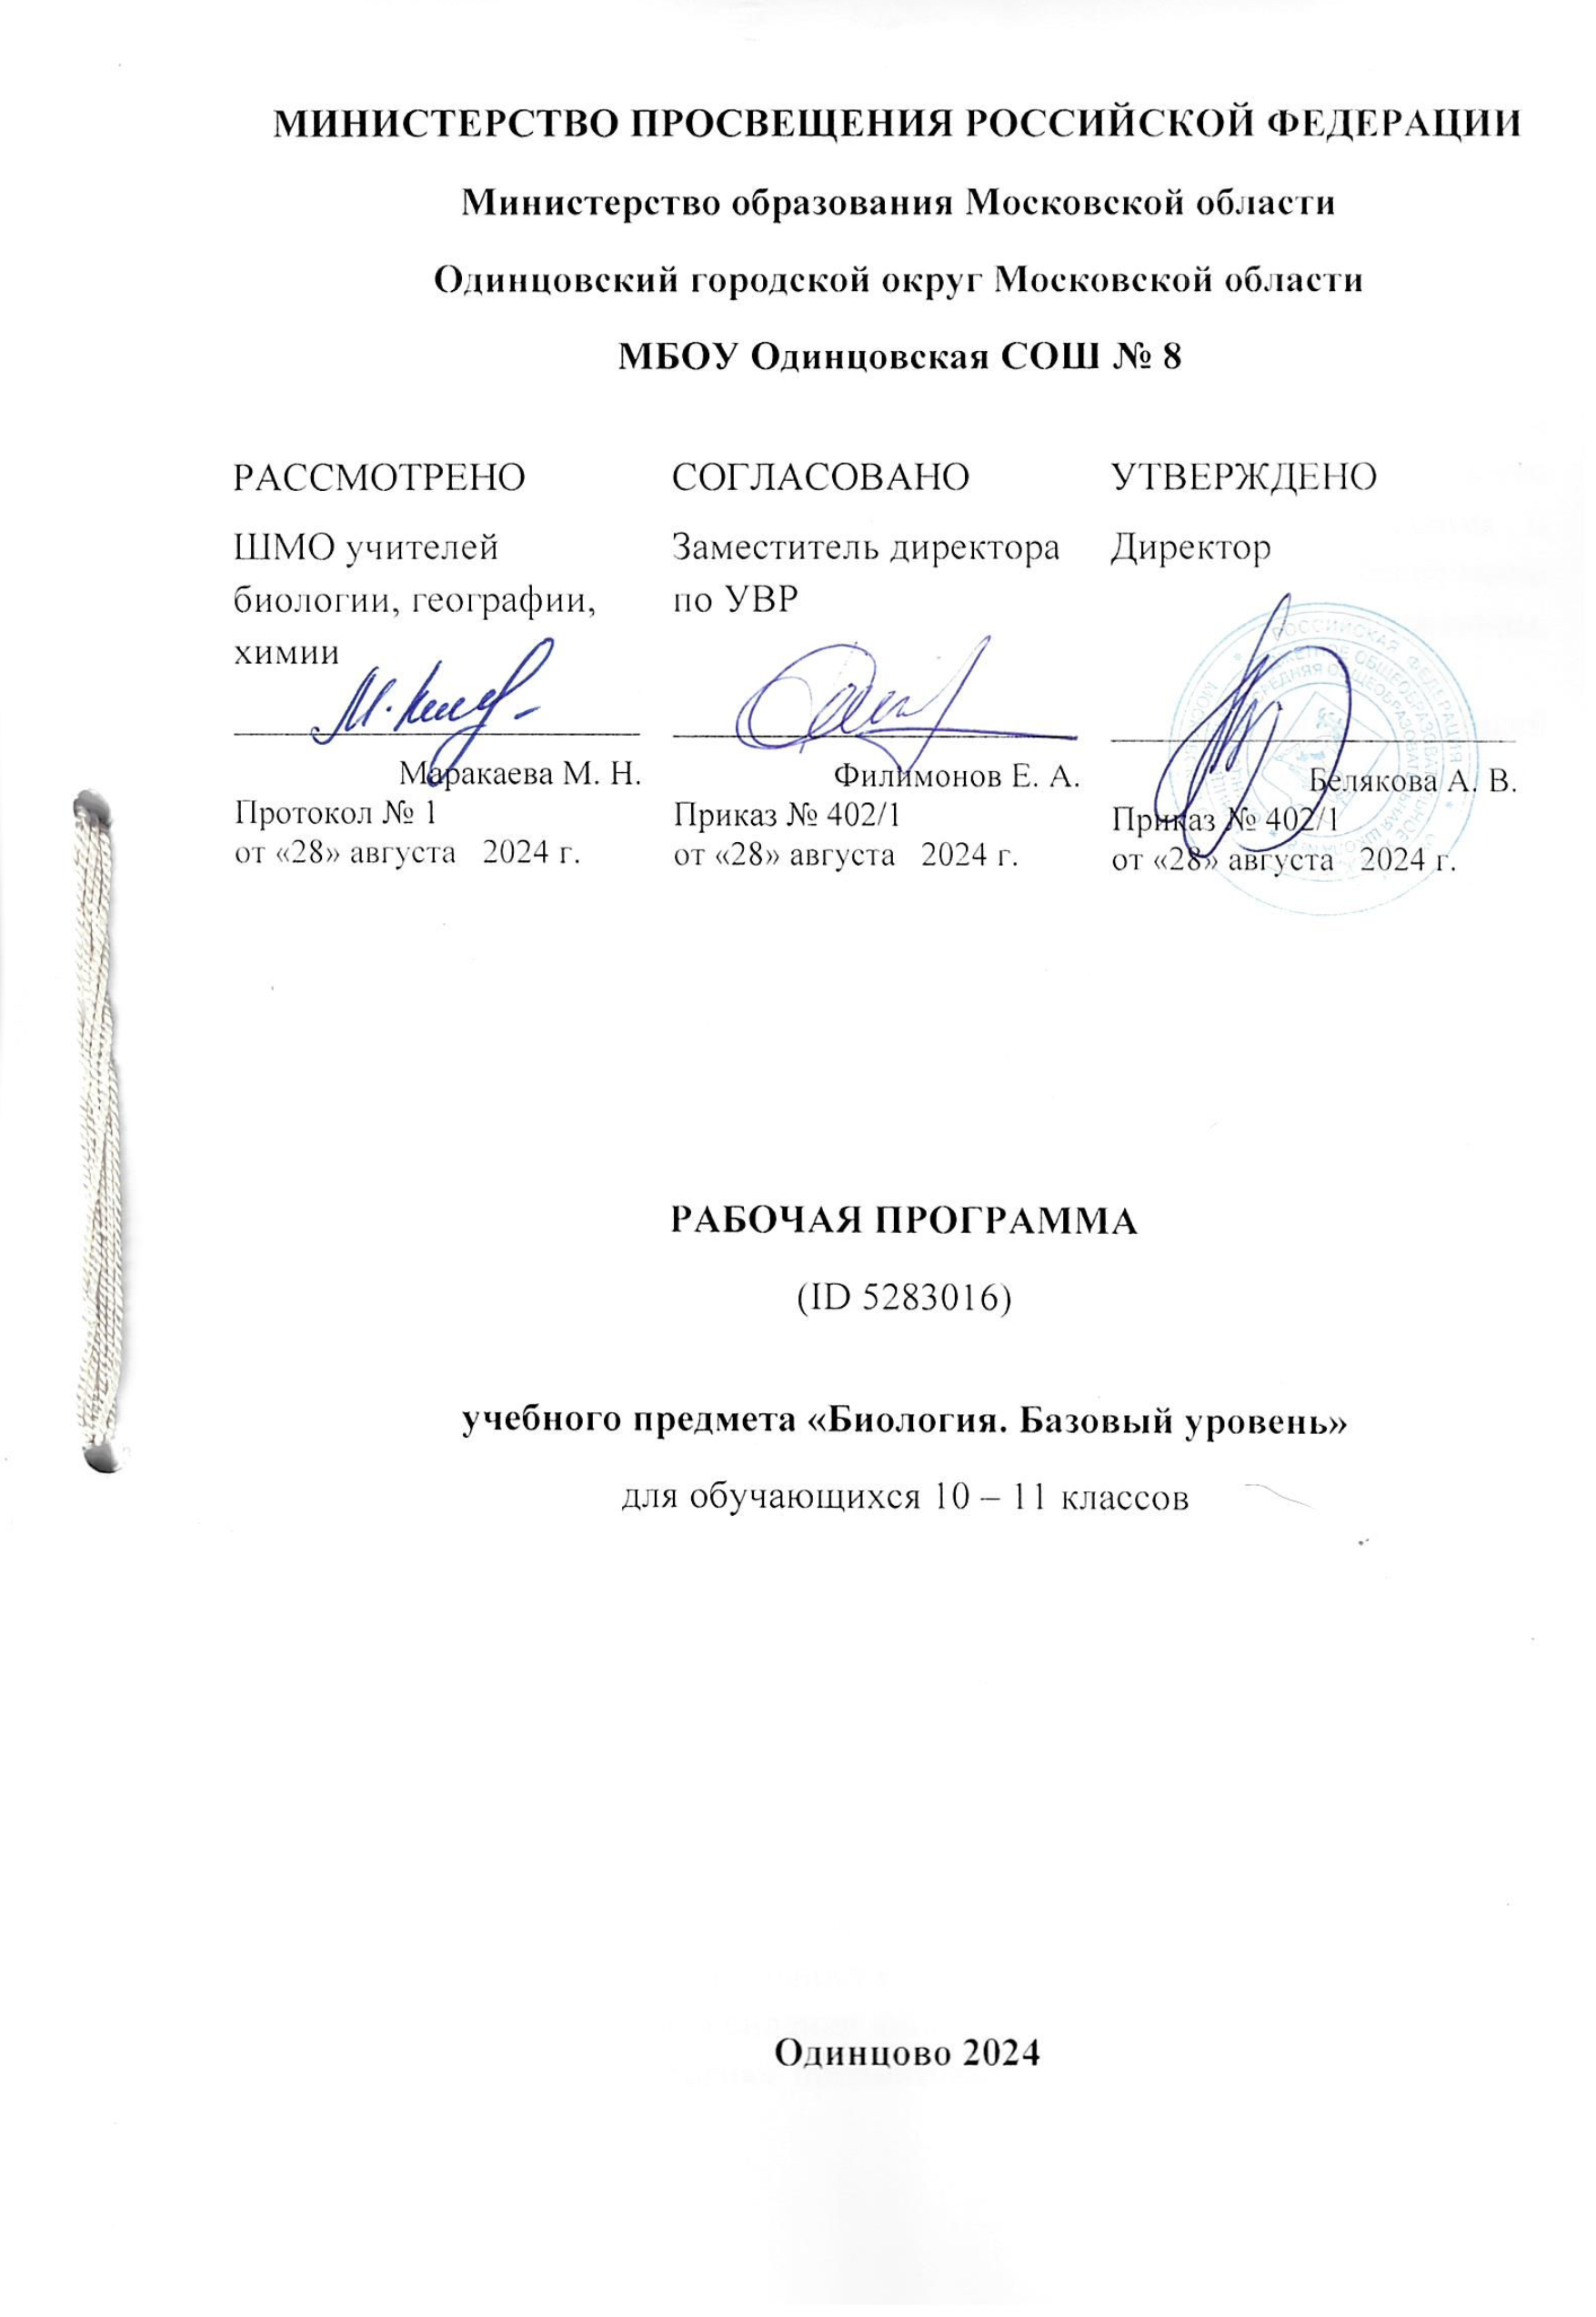 МИНИСТЕРСТВО ПРОСВЕЩЕНИЯ РОССИЙСКОЙ ФЕДЕРАЦИИ
Министерство образования Московской области
Одинцовский городской округ Московской области
МБОУ Одинцовская СОШ № 8
РАССМОТРЕНО
ШМО учителей
биологии, географии,
химии
Маракаева М. Н.
Протокол № 1
от «28» августа 2024 г.
СОГЛАСОВАНО
Заместитель директора
по УВР
Филимонов Е. А.
Приказ № 402/1
от «28» августа 2024 г.
УТВЕРЖДЕНО
Директор
РОССИЙСКАЯ ФЕДЕРАЦИЯ
Белякова А. В.
Приказ № 402/1
от «28» августа 2024 г.
РАБОЧАЯ ПРОГРАММА
(ID 5283016)
учебного предмета «Биология. Базовый уровень»
для обучающихся 10 – 11 классов
Одинцово 2024